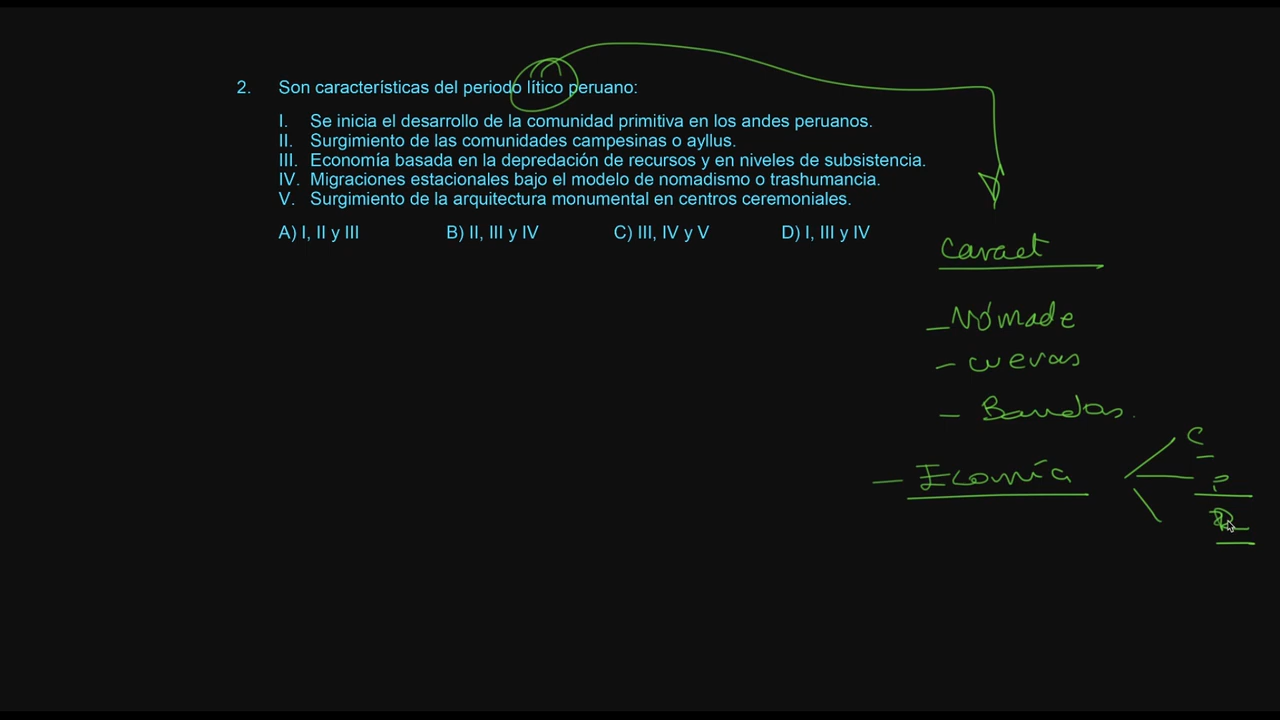 2. Son características del periodo lítico peruano:
I. Se inicia el desarrollo de la comunidad primitiva en los andes peruanos.
II. Surgimiento de las comunidades campesinas o ayllus.
III. Economía basada en la depredación de recursos y en niveles de subsistencia.
IV. Migraciones estacionales bajo el modelo de nomadismo o trashumancia.
V. Surgimiento de la arquitectura monumental en centros ceremoniales.
A) I, II y III B) II, III y IV C) III, IV y V D) I, III y IV
Caract
- Nómade
- cuevas
- Bandas.
- Economía
C
P
R